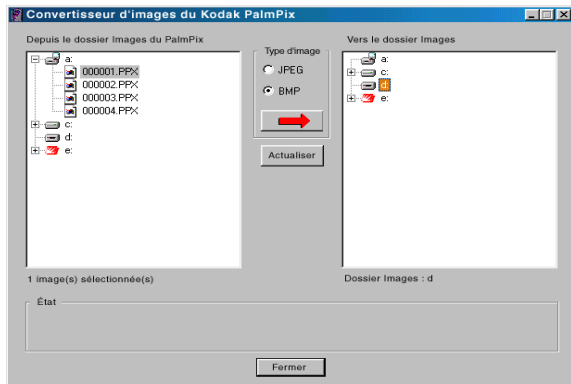 Convertisseur d'images du Kodak PalmPix
Depuis le dossier Images du PalmPix
a:
000001.PPX
000002.PPX
000003.PPX
000004.PPX
c:
d:
e:
1 image(s) sélectionnée(s)
Type d'image
JPEG
BMP
Actualiser
Vers le dossier Images
a:
c:
d:
e:
Dossier Images : d
État
Fermer